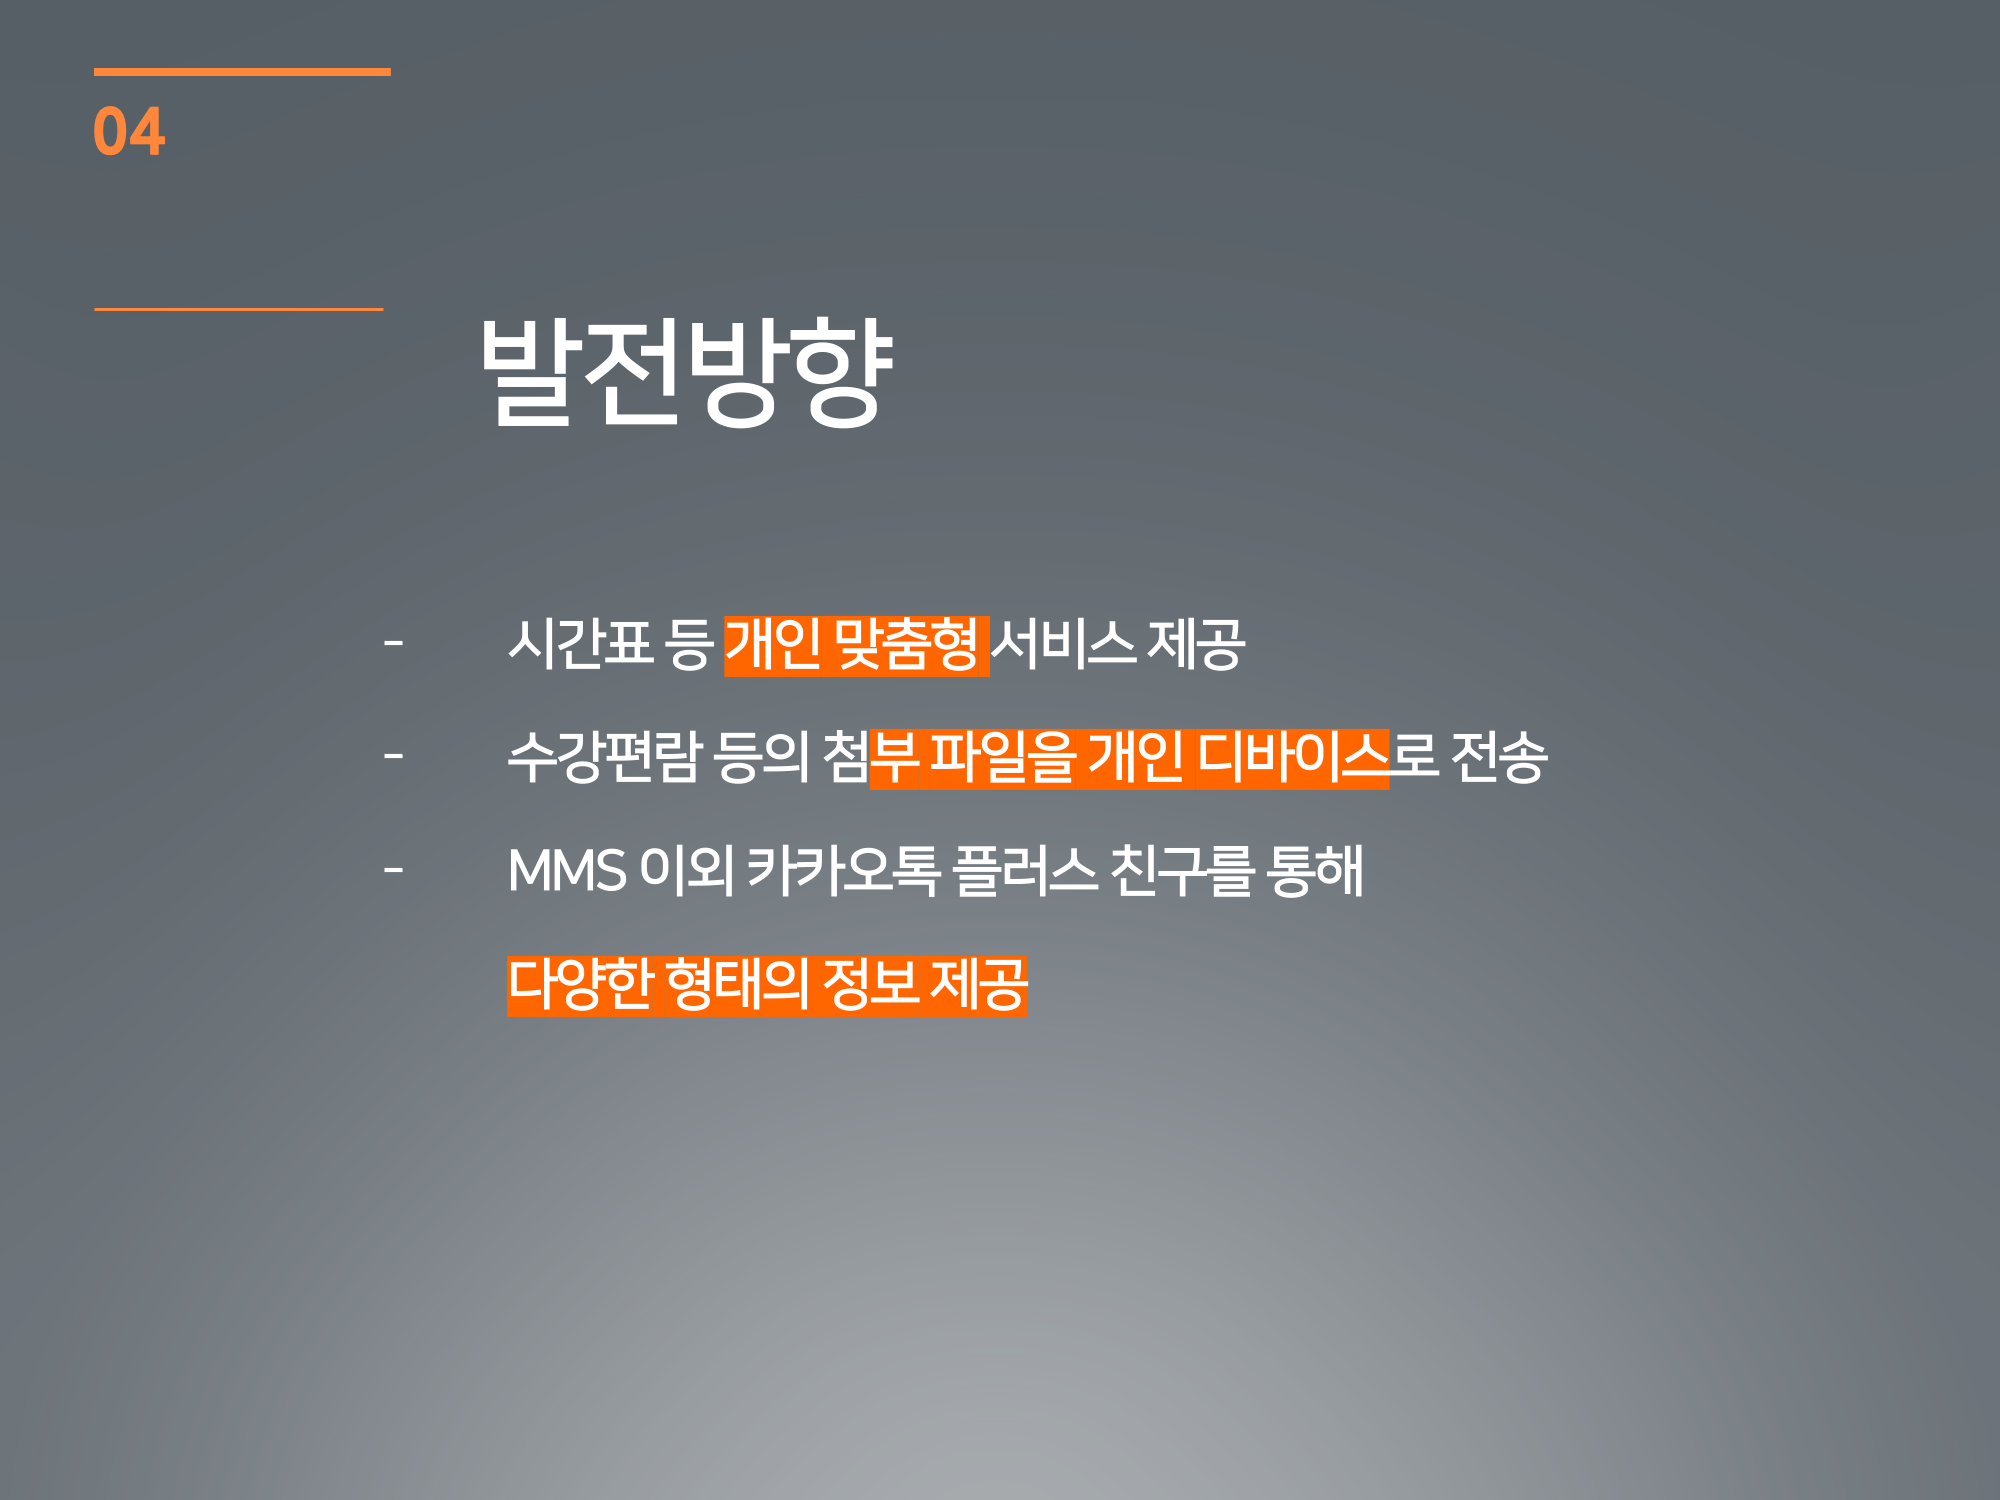 04
발전방향
- 시간표 등 개인 맞춤형 서비스 제공
- 수강편람 등의 첨부 파일을 개인 디바이스로 전송
- MMS 이외 카카오톡 플러스 친구를 통해
다양한 형태의 정보 제공